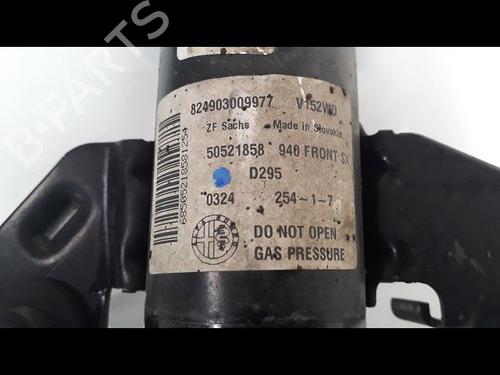 824903009977 V152WB
ZF Sachs Made in Slovakia
50521858 940 FRONT SX
D295
0324 254-1-7
DO NOT OPEN
GAS PRESSURE